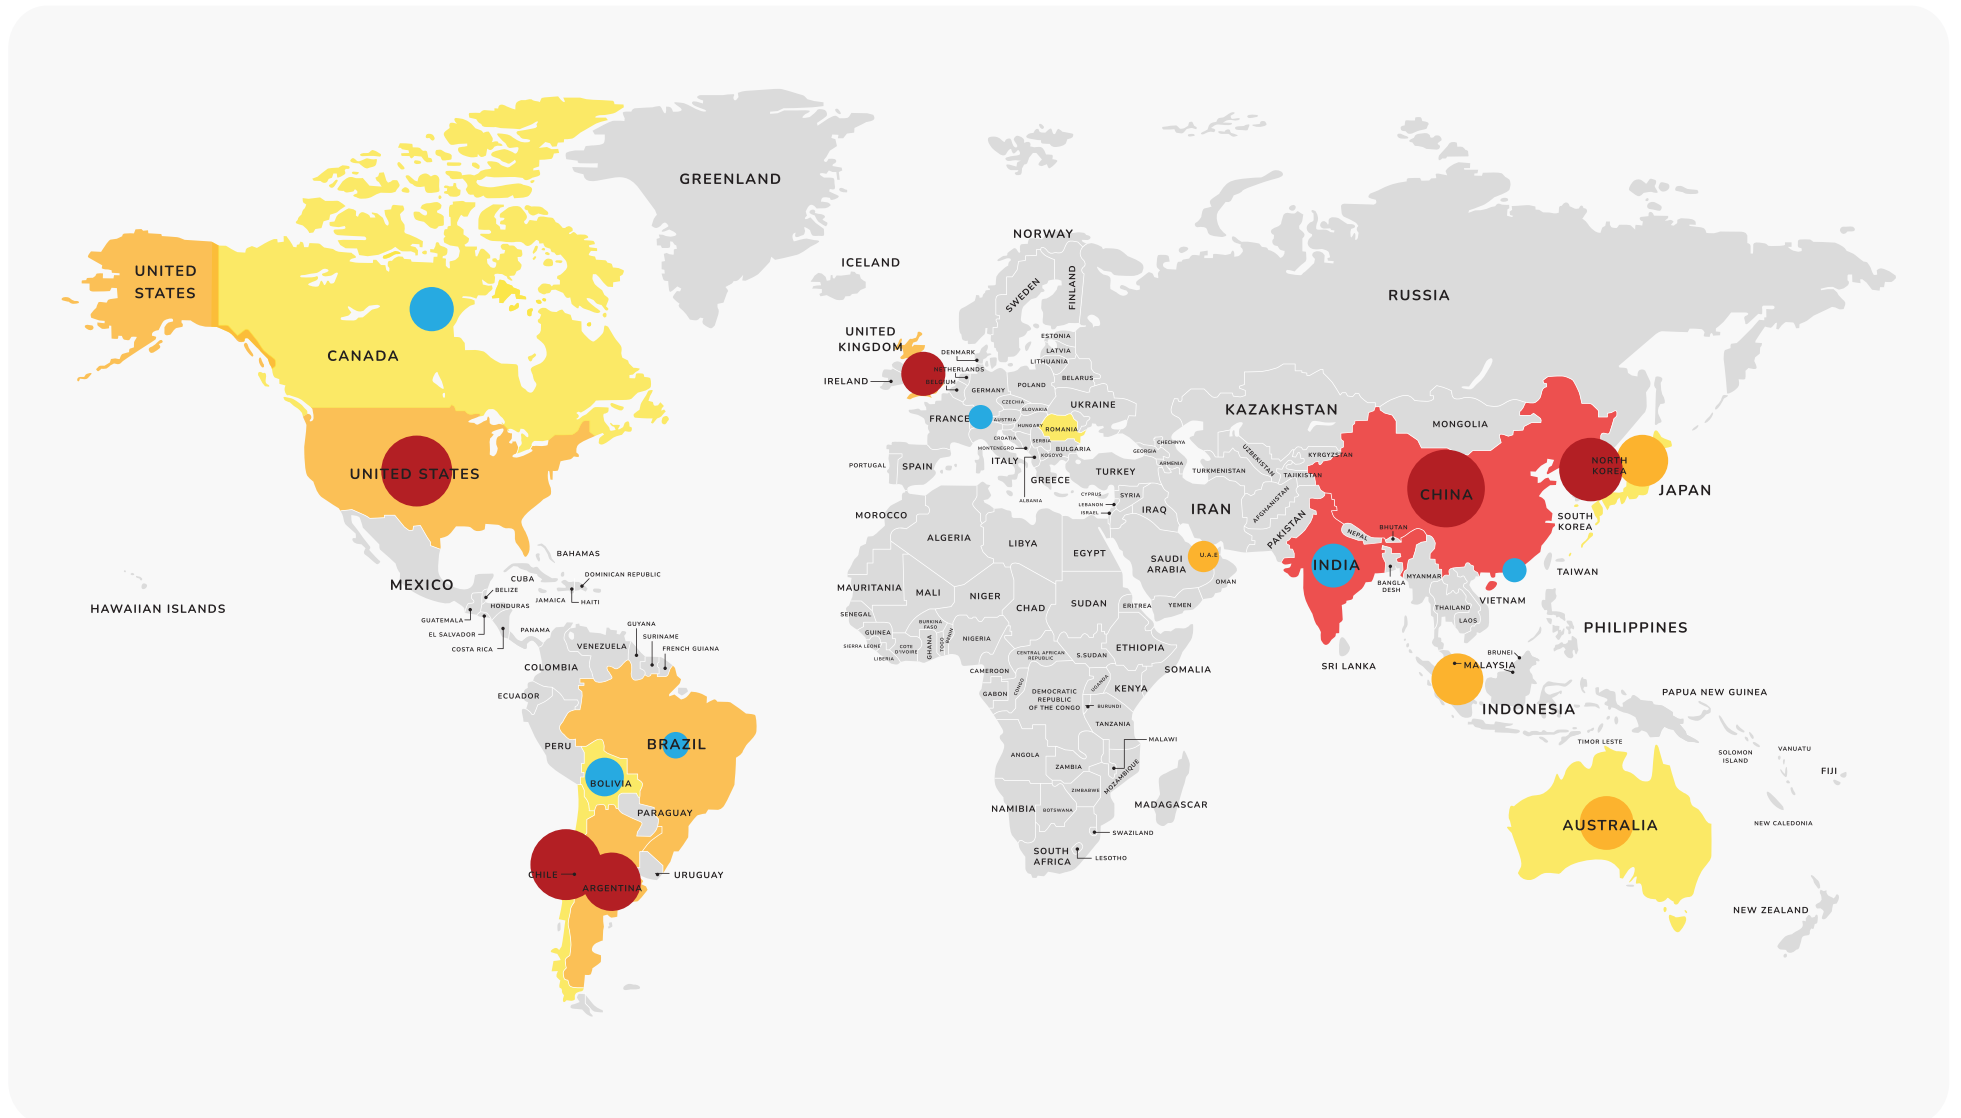 GREENLAND
NORWAY
ICELAND
UNITED
STATES
SWEDEN
FINLAND
RUSSIA
UNITED
KINGDOM
ESTONIA
DENMARK
LATVIA
LITHUANIA
CANADA
NETHERLANDS
IRELAND
BELGIUM
GERMANY
POLAND
BELARUS
CZECHIA
SLOVAKIA
UKRAINE
KAZAKHSTAN
FRANCE
AUSTRIA
HUNGARY
ROMANIA
MONGOLIA
CROATIA
SERBIA
MONTENEGRO
BULGARIA
KOSOVO
CHECHNYA
GEORGIA
ARMENIA
UZBEKISTAN
KYRGYZSTAN
PORTUGAL
SPAIN
ITALY
GREECE
TURKEY
TURKMENISTAN
TAJIKISTAN
NORTH
KOREA
UNITED STATES
JAPAN
ALBANIA
CYPRUS
SYRIA
LEBANON
ISRAEL
IRAQ
IRAN
AFGHANISTAN
CHINA
MOROCCO
PAKISTAN
SOUTH
KOREA
ALGERIA
LIBYA
EGYPT
NEPAL
BHUTAN
BAHAMAS
SAUDI
ARABIA
U.A.E
INDIA
TAIWAN
MEXICO
CUBA
DOMINICAN REPUBLIC
OMAN
BANGLA
DESH
MYANMAR
HAWAIIAN ISLANDS
BELIZE
JAMAICA
HAITI
HONDURAS
MAURITANIA
MALI
NIGER
CHAD
SUDAN
ERITREA
YEMEN
THAILAND
VIETNAM
LAOS
GUATEMALA
EL SALVADOR
COSTA RICA
PANAMA
GUYANA
SURINAME
FRENCH GUIANA
VENEZUELA
SENEGAL
GUINEA
SIERRA LEONE
LIBERIA
COTE
D'IVOIRE
BURKINA
FASO
GHANA
TOGO
BENIN
NIGERIA
PHILIPPINES
CENTRAL AFRICAN
REPUBLIC
S.SUDAN
ETHIOPIA
SOMALIA
SRI LANKA
BRUNEI
MALAYSIA
COLOMBIA
ECUADOR
CAMEROON
GABON
CONGO
DEMOCRATIC
REPUBLIC
OF THE CONGO
UGANDA
KENYA
BURUNDI
INDONESIA
PAPUA NEW GUINEA
TANZANIA
PERU
BRAZIL
ANGOLA
ZAMBIA
MALAWI
MOZAMBIQUE
TIMOR LESTE
SOLOMON
ISLAND
VANUATU
FIJI
BOLIVIA
ZIMBABWE
PARAGUAY
NAMIBIA
BOTSWANA
MADAGASCAR
AUSTRALIA
NEW CALEDONIA
SWAZILAND
SOUTH
AFRICA
LESOTHO
CHILE
ARGENTINA
URUGUAY
NEW ZEALAND